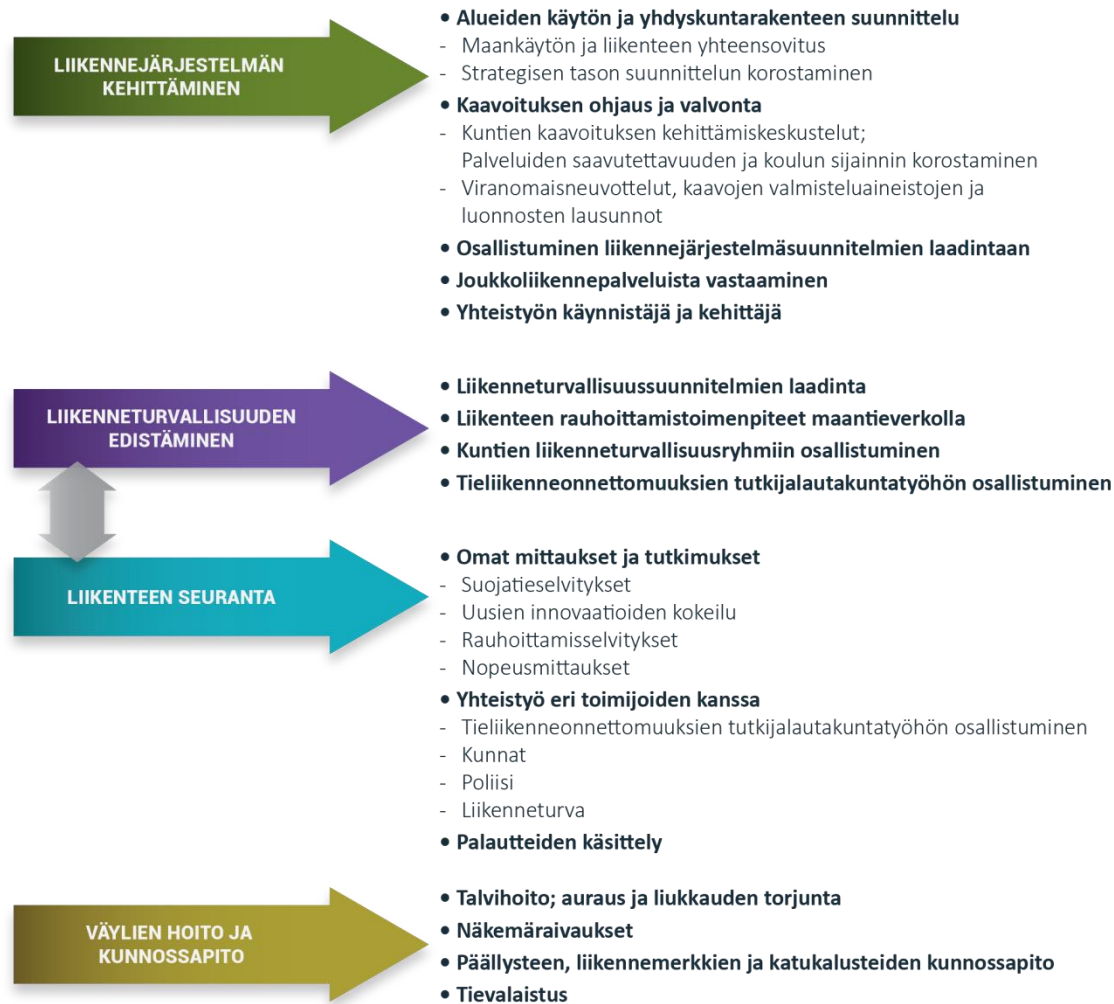 LIIKENNEJÄRJESTELMÄN
KEHITTÄMINEN
• Alueiden käytön ja yhdyskuntarakenteen suunnittelu
- Maankäytön ja liikenteen yhteensovitus
- Strategisen tason suunnittelun korostaminen
• Kaavoituksen ohjaus ja valvonta
- Kuntien kaavoituksen kehittämiskeskustelut;
Palveluiden saavutettavuuden ja koulun sijainnin korostaminen
- Viranomaisneuvottelut, kaavojen valmisteluaineistojen ja
luonnosten lausunnot
• Osallistuminen liikennejärjestelmäsuunnitelmien laadintaan
• Joukkoliikennepalveluista vastaaminen
• Yhteistyön käynnistäjä ja kehittäjä
LIIKENNETURVALLISUUDEN
EDISTÄMINEN
• Liikenneturvallisuussuunnitelmien laadinta
• Liikenteen rauhoittamistoimenpiteet maantieverkolla
• Kuntien liikenneturvallisuusryhmiin osallistuminen
• Tieliikenneonnettomuuksien tutkijalautakuntatyöhön osallistuminen
LIIKENTEEN SEURANTA
• Omat mittaukset ja tutkimukset
- Suojatieselvitykset
- Uusien innovaatioiden kokeilu
- Rauhoittamisselvitykset
- Nopeusmittaukset
• Yhteistyö eri toimijoiden kanssa
- Tieliikenneonnettomuuksien tutkijalautakuntatyöhön osallistuminen
- Kunnat
- Poliisi
- Liikenneturva
• Palautteiden käsittely
VÄYLIEN HOITO JA
KUNNOSSAPITO
• Talvihoito; auraus ja liukkauden torjunta
• Näkemäraivaukset
• Päällysteen, liikennemerkkien ja katukalusteiden kunnossapito
• Tievalaistus